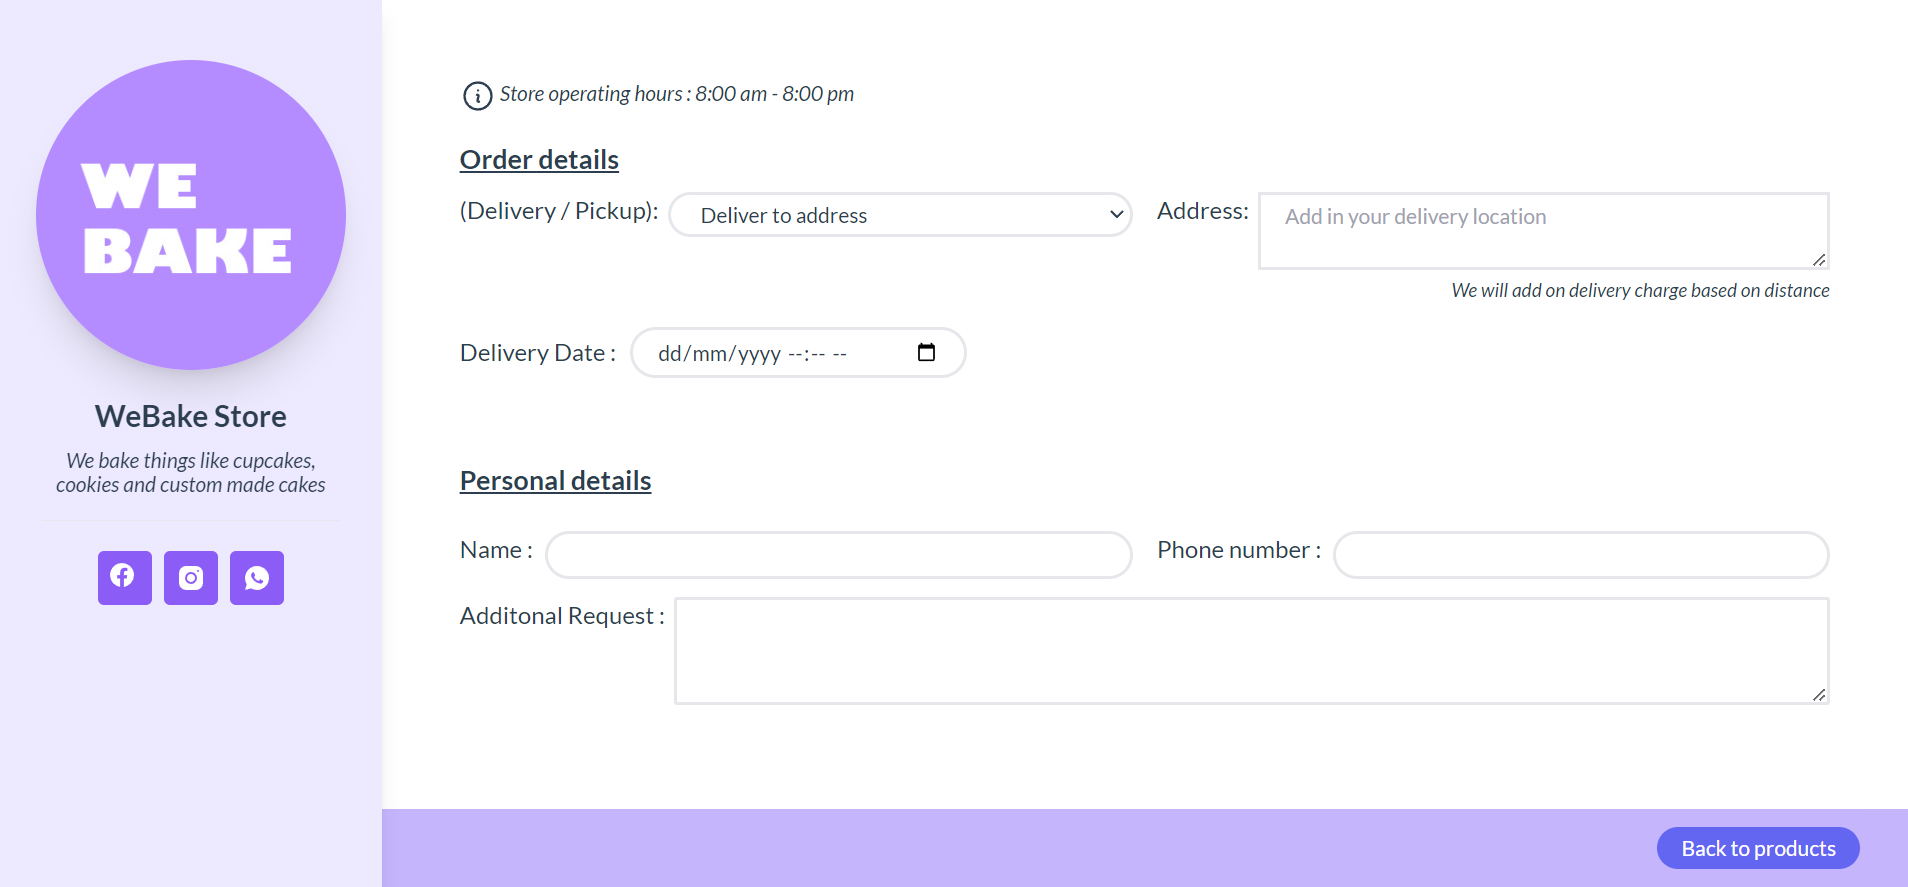 WE
BAKE
WeBake Store
We bake things like cupcakes,
cookies and custom made cakes
Store operating hours : 8:00 am - 8:00 pm
Order details
(Delivery / Pickup): Deliver to address Address: Add in your delivery location
We will add on delivery charge based on distance
Delivery Date : dd/mm/yyyy --:-- --
Personal details
Name : Phone number :
Additonal Request :
Back to products